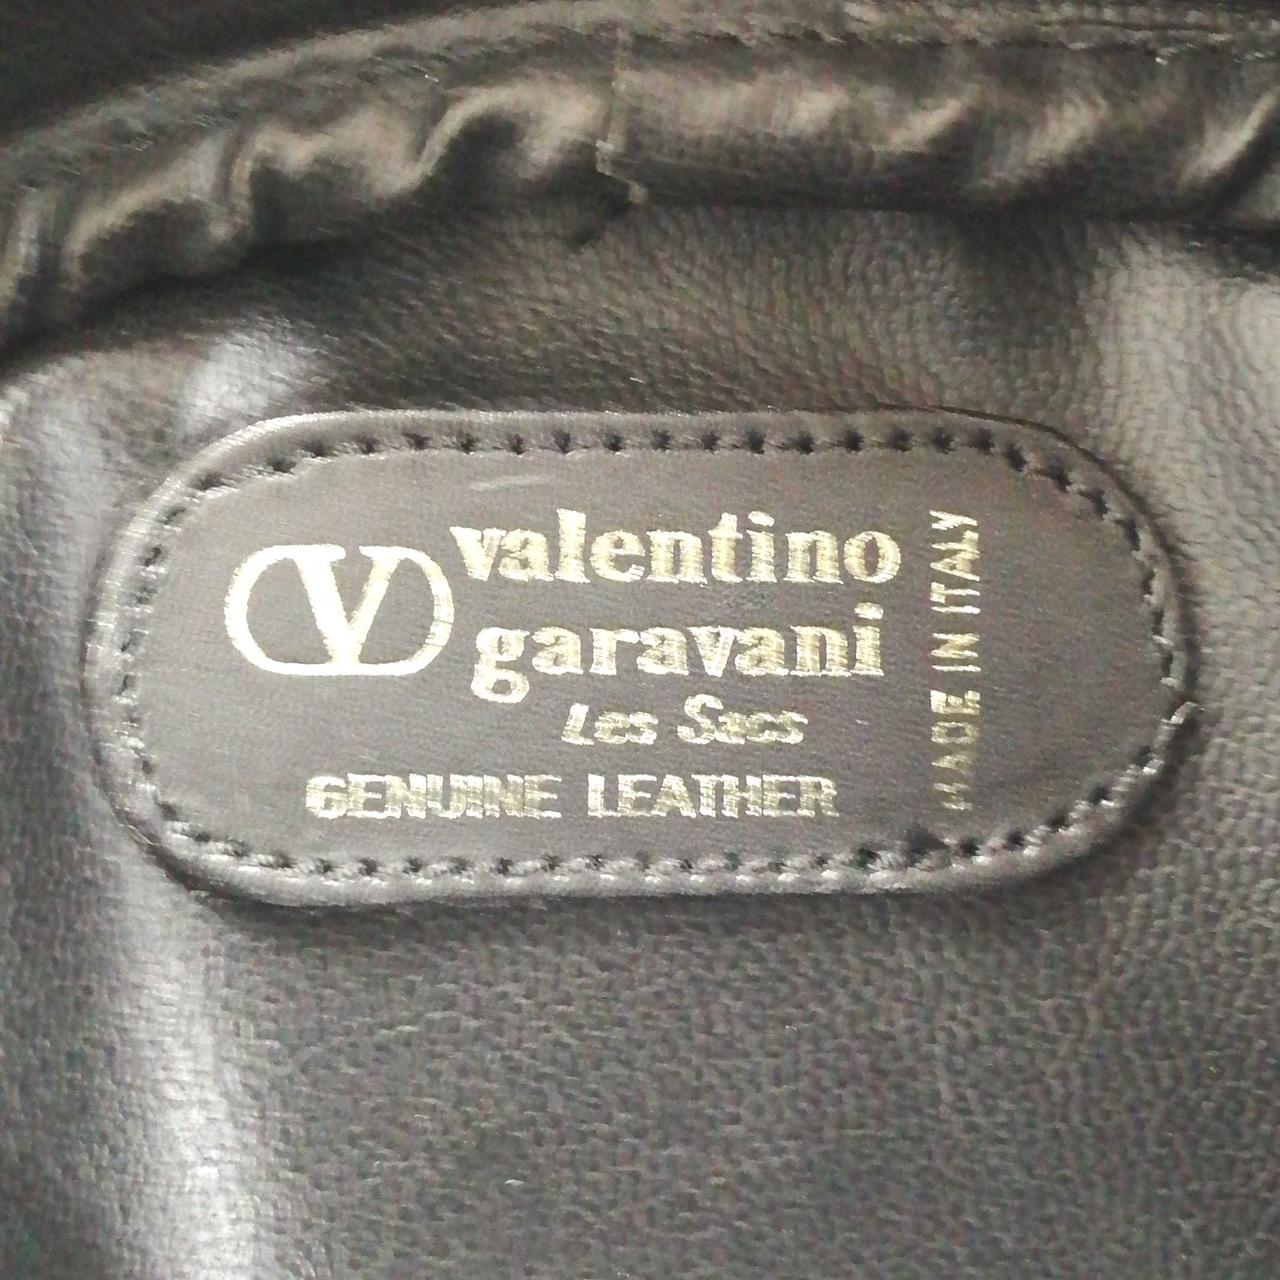 V valentino
garavani
Les Sacs
GENUINE LEATHER
MADE IN ITALY